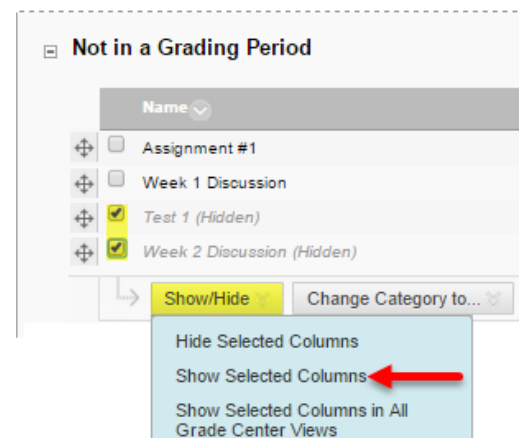 Not in a Grading Period
Name
Assignment #1
Week 1 Discussion
Test 1 (Hidden)
Week 2 Discussion (Hidden)
Show/Hide Change Category to...
Hide Selected Columns
Show Selected Columns
Show Selected Columns in All
Grade Center Views